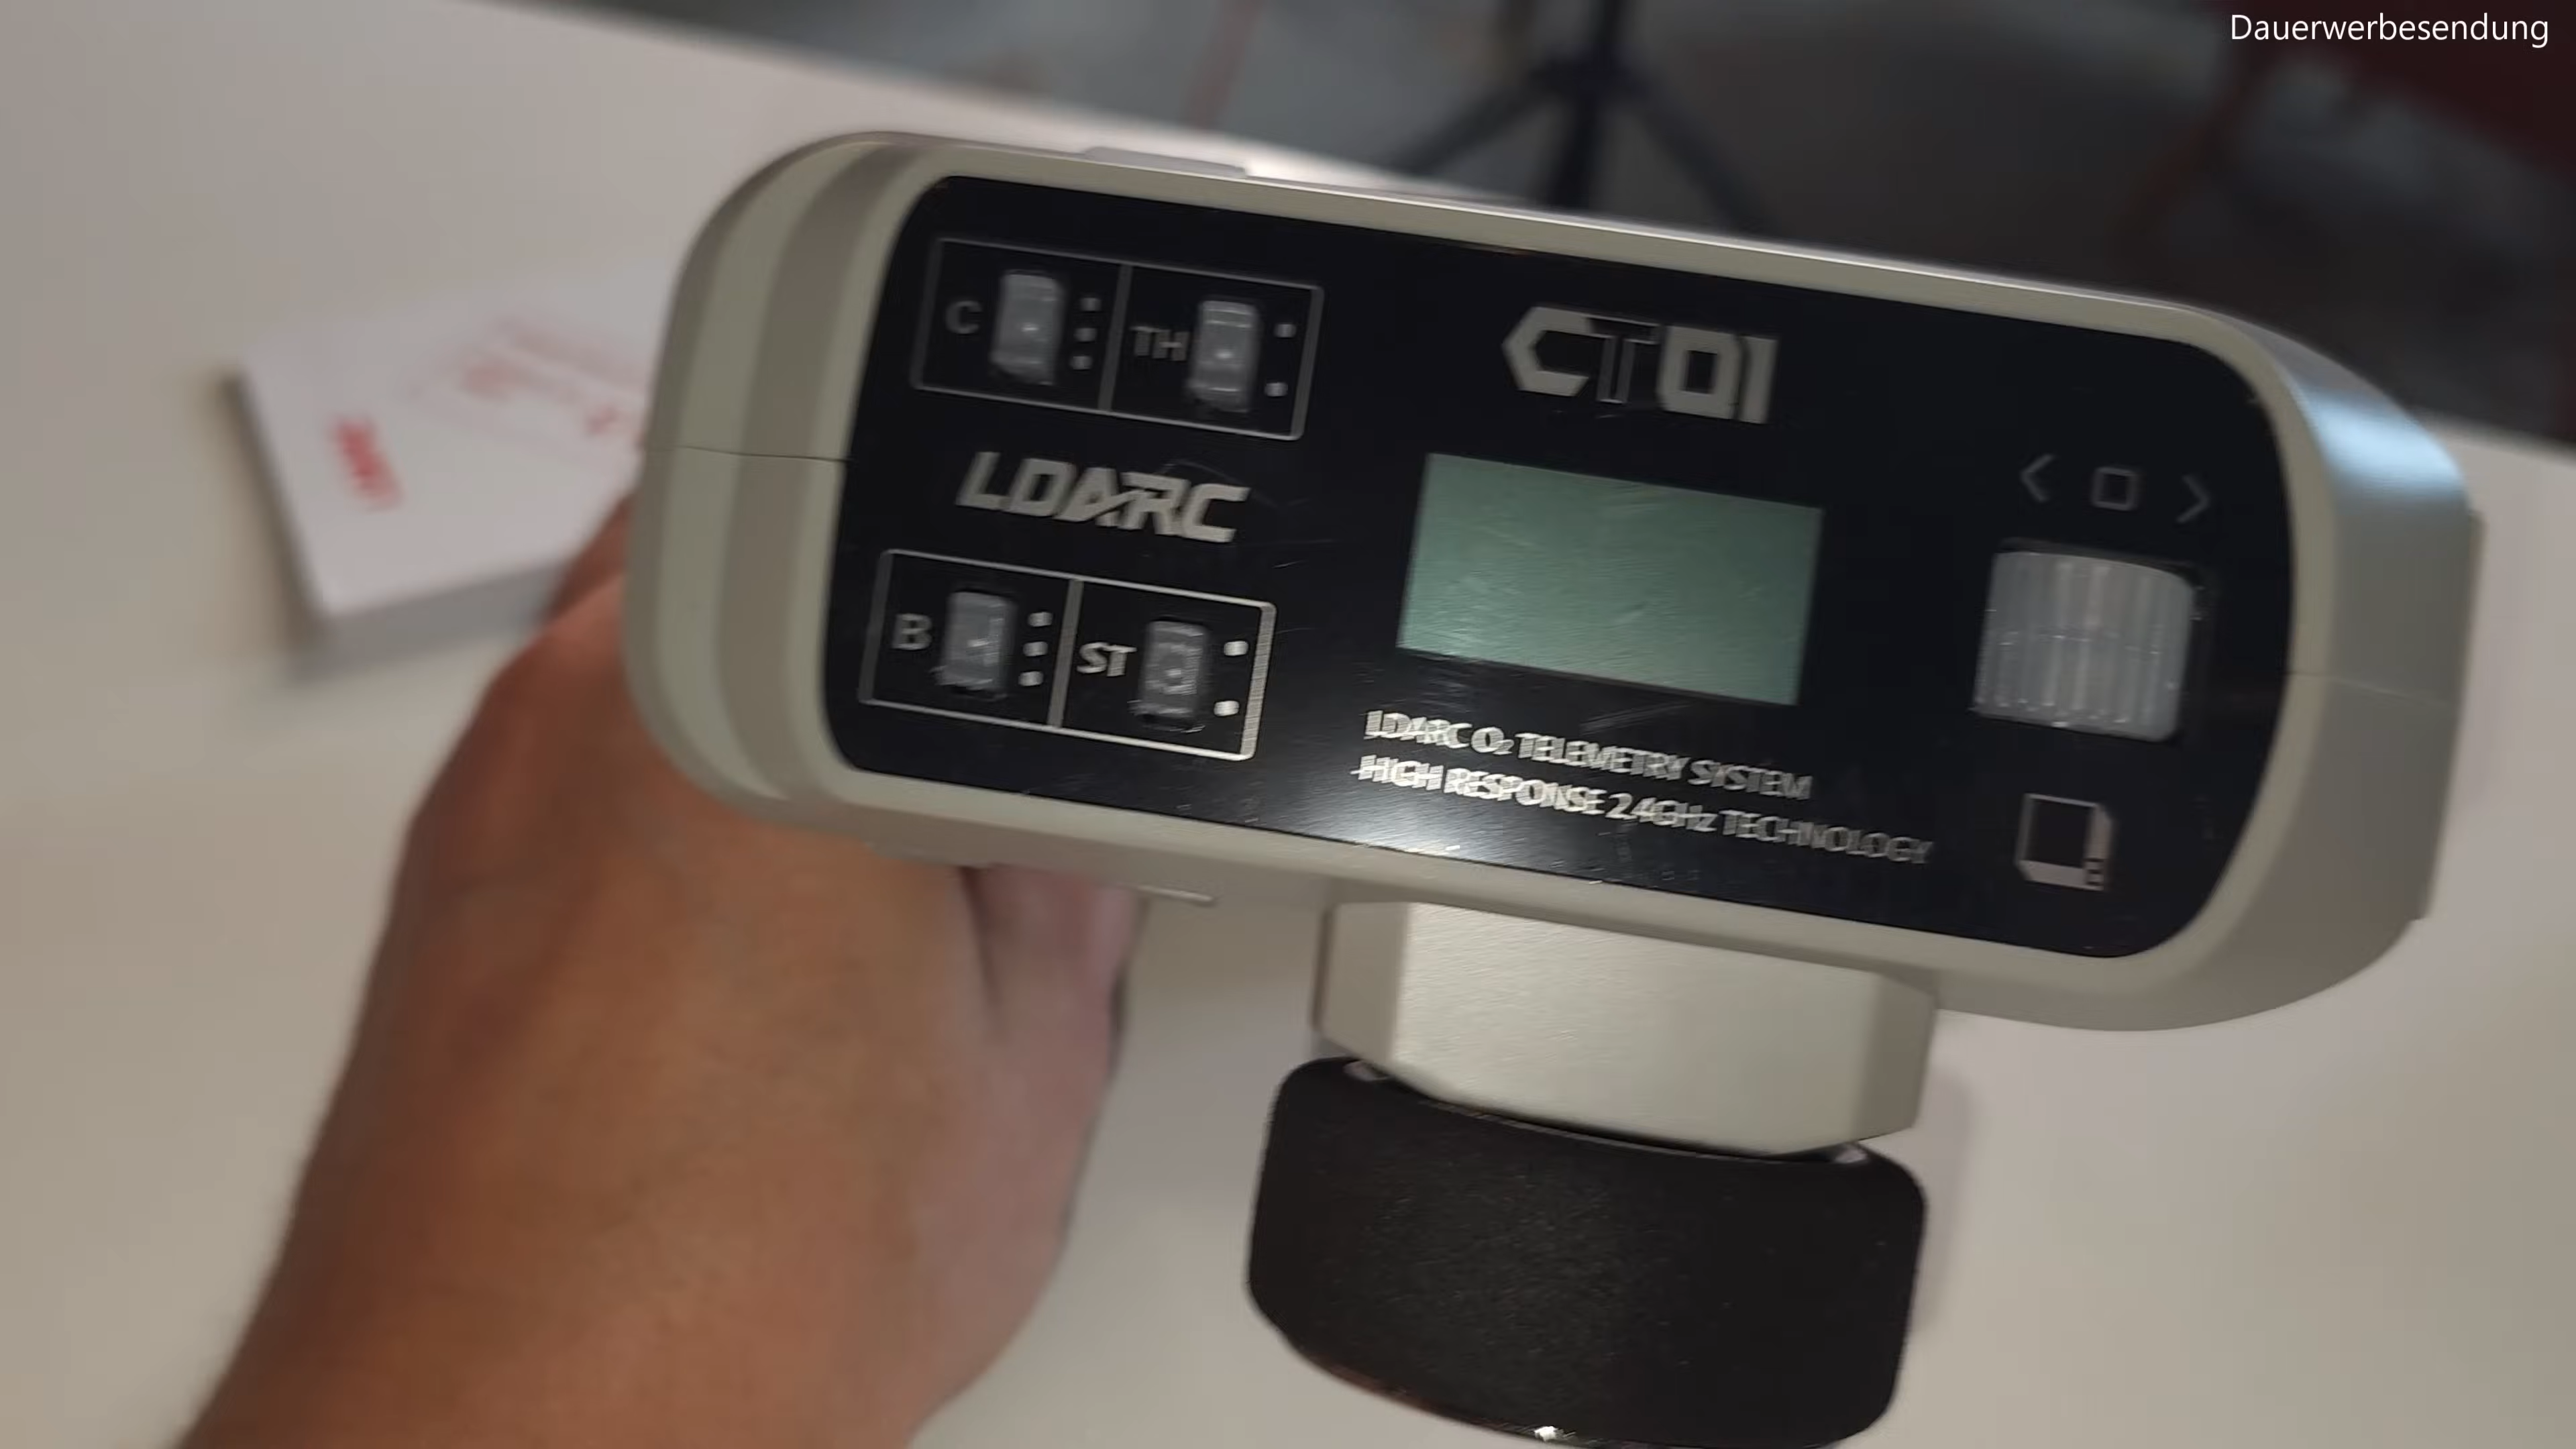 Dauerwerbesendung
C
TH
CT01
LDARC
B
ST
LDARC O₂ TELEMETRY SYSTEM
HIGH RESPONSE 2.4GHz TECHNOLOGY